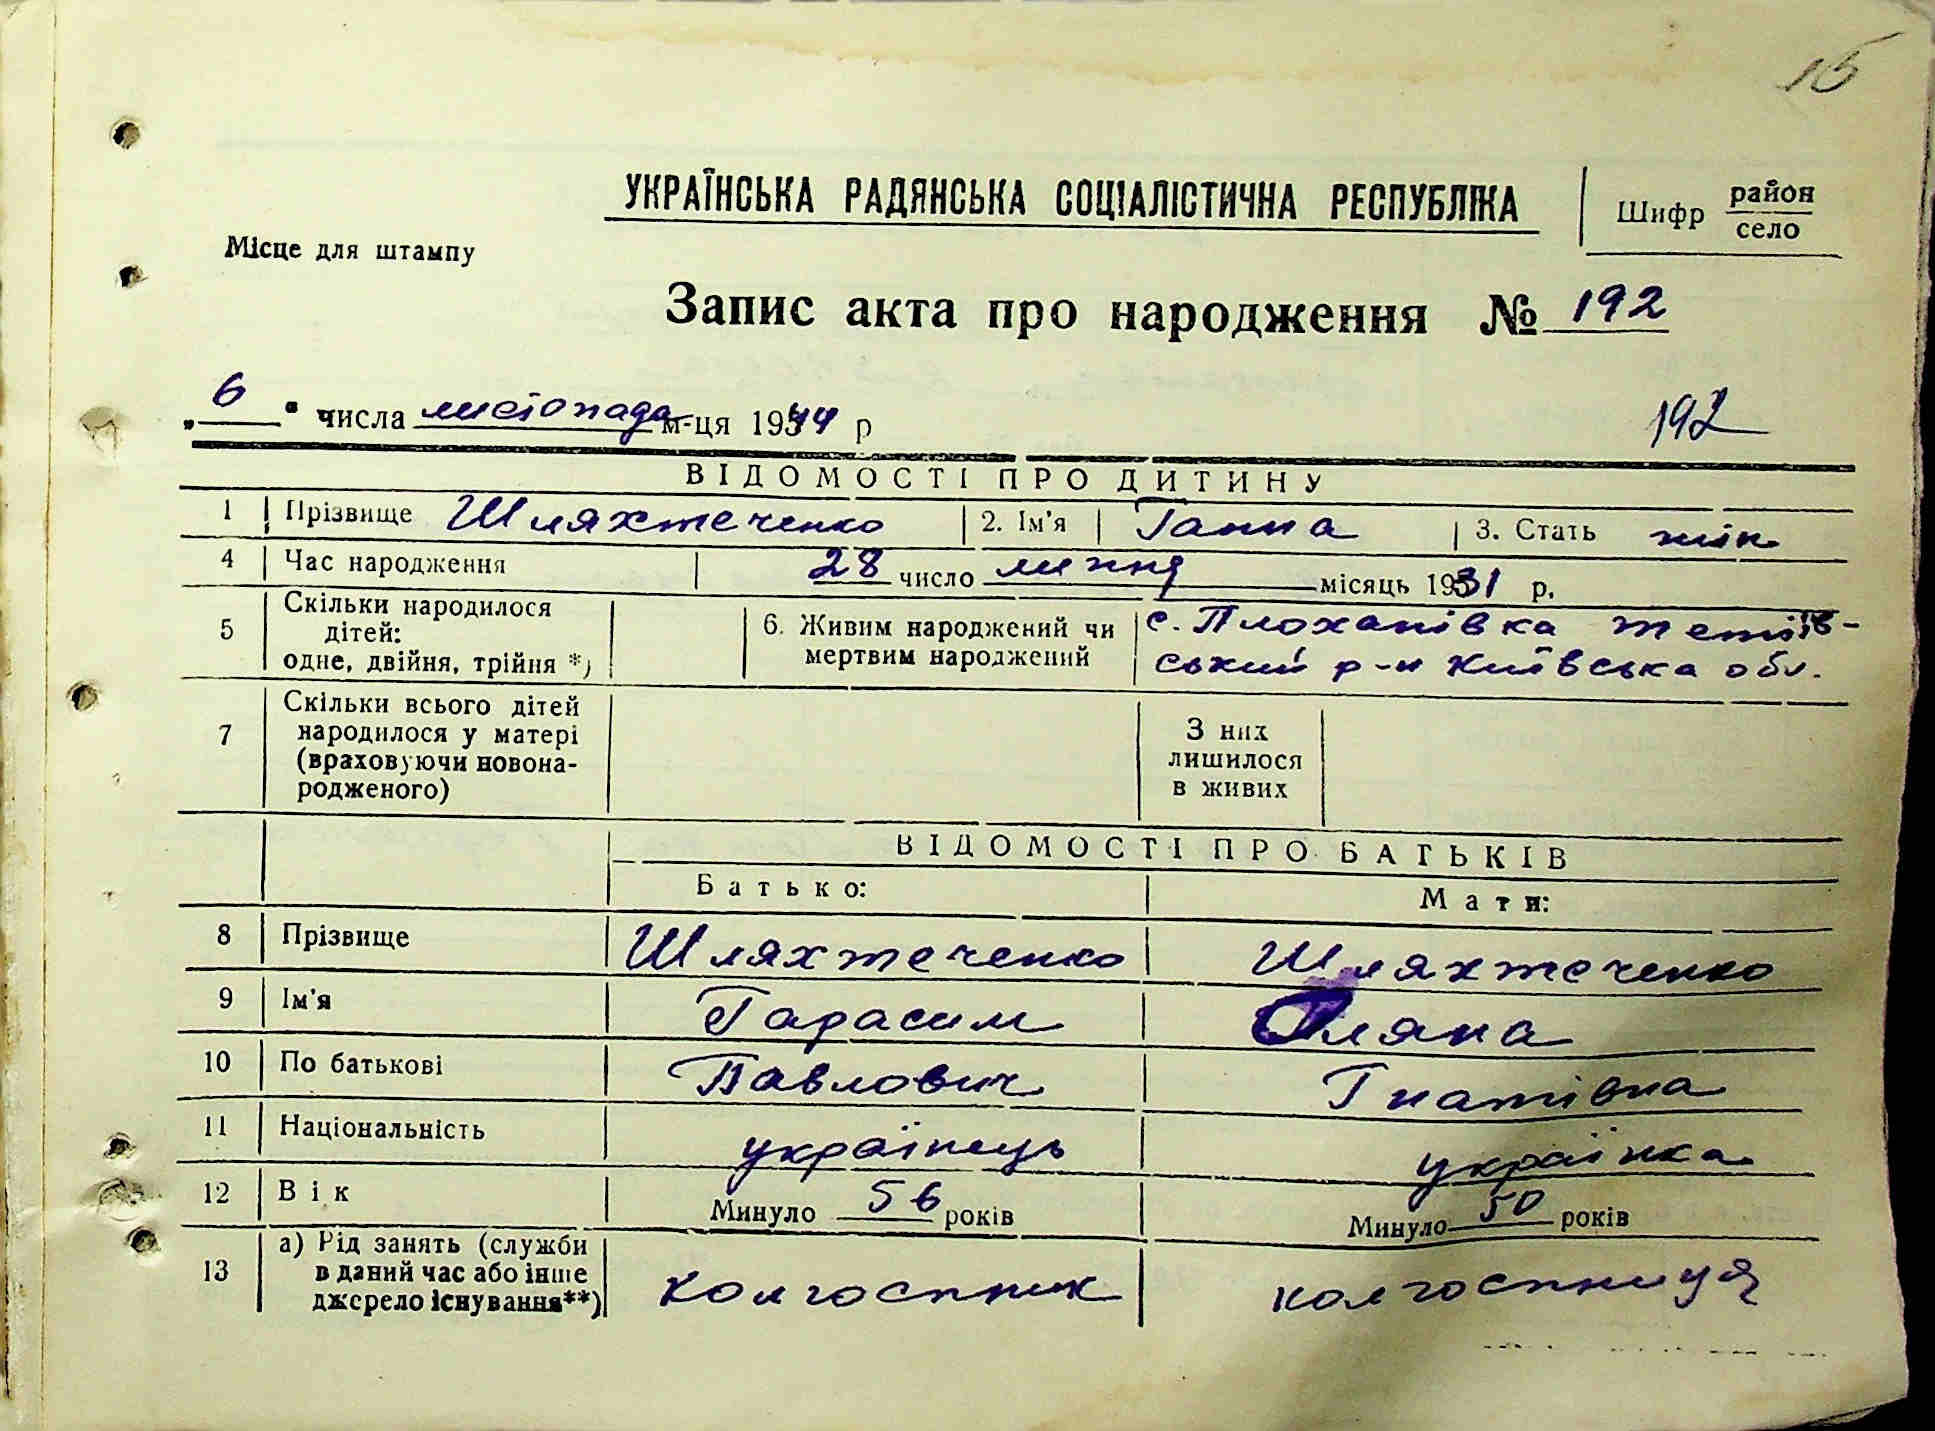 15
УКРАЇНСЬКА РАДЯНСЬКА СОЦІАЛІСТИЧНА РЕСПУБЛІКА
Шифр район село
Місце для штампу
Запис акта про народження № 192
„6" числа листопада м-ця 1944 р
192
ВІДОМОСТІ ПРО ДИТИНУ
1 Прізвище Шляхтеченко 2. Ім'я Ганна 3. Стать жін
4 Час народження 28 число липня місяць 1931 р.
5 Скільки народилося дітей: одне, двійня, трійня *)
6. Живим народжений чи мертвим народжений
с. Плоханівка тетіїв-
ський р-н Київська обл.
7 Скільки всього дітей народилося у матері (враховуючи новона-родженого)
З них лишилося в живих
ВІДОМОСТІ ПРО БАТЬКІВ
Батько: Мати:
8 Прізвище Шляхтеченко Шляхтеченко
9 Ім'я Гарасим Оляна
10 По батькові Павлович Гнатівна
11 Національність українець українка
12 Вік Минуло 56 років Минуло 50 років
13 а) Рід занять (служби в даний час або інше джерело існування**) колгоспник колгоспниця